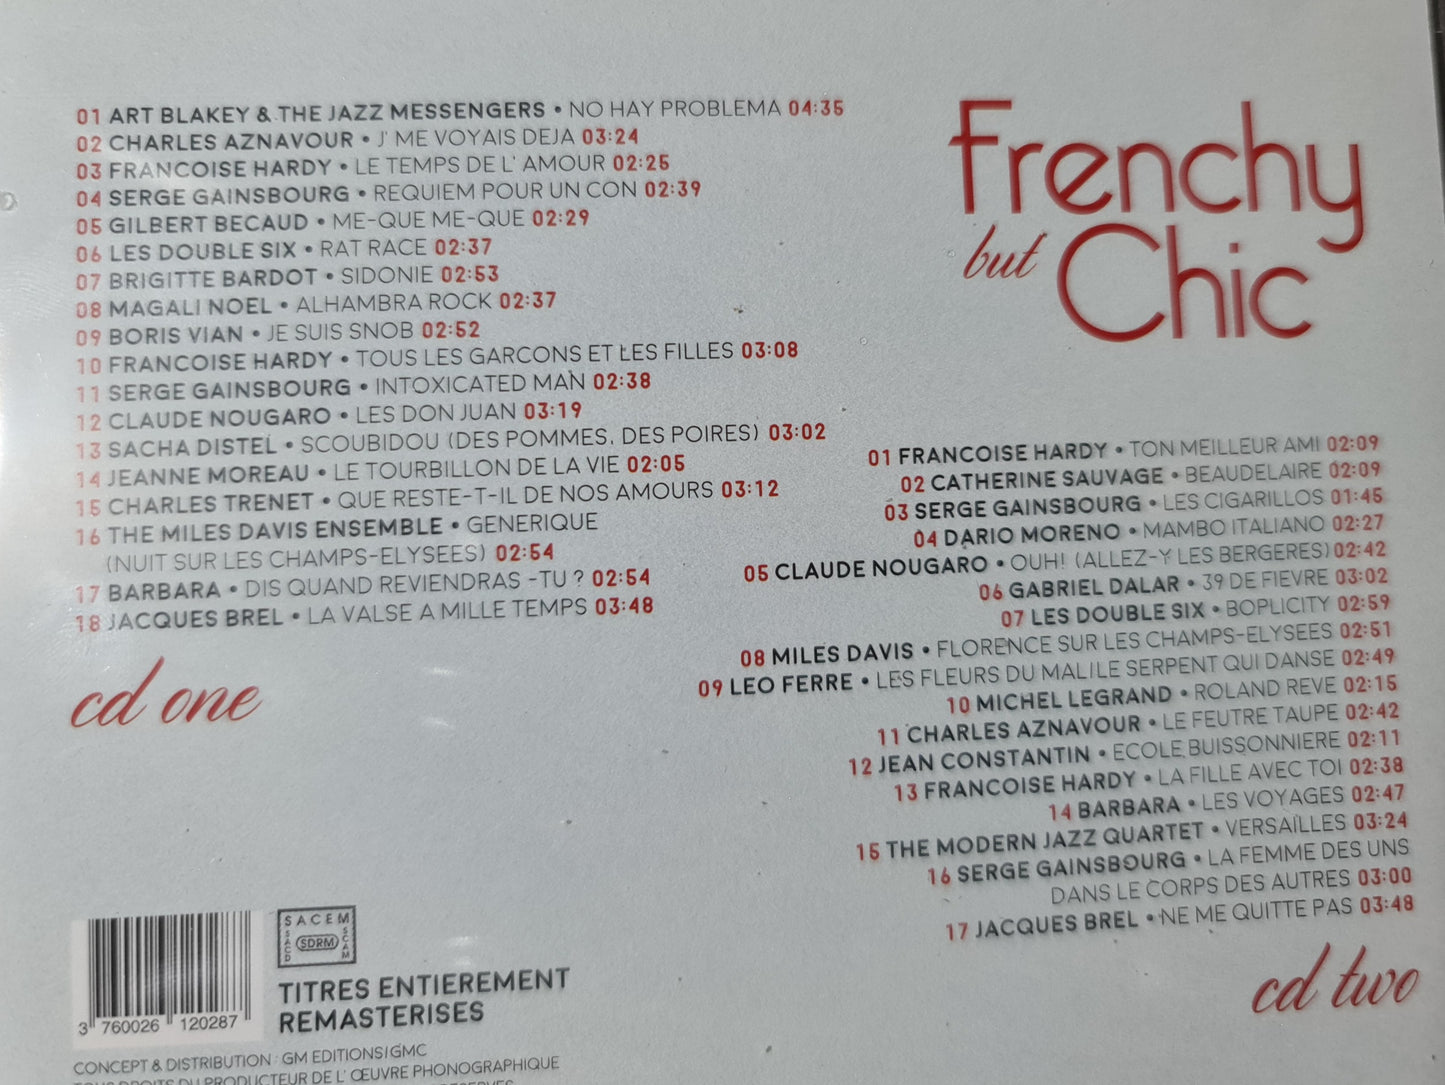 01 ART BLAKEY & THE JAZZ MESSENGERS • NO HAY PROBLEMA 04:35
02 CHARLES AZNAVOUR • J' ME VOYAIS DEJA 03:24
03 FRANCOISE HARDY • LE TEMPS DE L' AMOUR 02:25
04 SERGE GAINSBOURG • REQUIEM POUR UN CON 02:39
05 GILBERT BECAUD • ME-QUE ME-QUE 02:29
06 LES DOUBLE SIX • RAT RACE 02:37
07 BRIGITTE BARDOT • SIDONIE 02:53
08 MAGALI NOEL • ALHAMBRA ROCK 02:37
09 BORIS VIAN • JE SUIS SNOB 02:52
10 FRANCOISE HARDY • TOUS LES GARCONS ET LES FILLES 03:08
11 SERGE GAINSBOURG • INTOXICATED MAN 02:38
12 CLAUDE NOUGARO • LES DON JUAN 03:19
13 SACHA DISTEL • SCOUBIDOU (DES POMMES, DES POIRES) 03:02
14 JEANNE MOREAU • LE TOURBILLON DE LA VIE 02:05
15 CHARLES TRENET • QUE RESTE-T-IL DE NOS AMOURS 03:12
16 THE MILES DAVIS ENSEMBLE • GENERIQUE
(NUIT SUR LES CHAMPS-ELYSEES) 02:54
17 BARBARA • DIS QUAND REVIENDRAS -TU ? 02:54
18 JACQUES BREL • LA VALSE A MILLE TEMPS 03:48
cd one
Frenchy
but Chic
01 FRANCOISE HARDY • TON MEILLEUR AMI 02:09
02 CATHERINE SAUVAGE • BEAUDELAIRE 02:09
03 SERGE GAINSBOURG • LES CIGARILLOS 01:45
04 DARIO MORENO • MAMBO ITALIANO 02:27
05 CLAUDE NOUGARO • OUH! (ALLEZ-Y LES BERGERES) 02:42
06 GABRIEL DALAR • 39 DE FIEVRE 03:02
07 LES DOUBLE SIX • BOPLICITY 02:59
08 MILES DAVIS • FLORENCE SUR LES CHAMPS-ELYSEES 02:51
09 LEO FERRE • LES FLEURS DU MAL/LE SERPENT QUI DANSE 02:49
10 MICHEL LEGRAND • ROLAND REVE 02:15
11 CHARLES AZNAVOUR • LE FEUTRE TAUPE 02:42
12 JEAN CONSTANTIN • ECOLE BUISSONNIERE 02:11
13 FRANCOISE HARDY • LA FILLE AVEC TOI 02:38
14 BARBARA • LES VOYAGES 02:47
15 THE MODERN JAZZ QUARTET • VERSAILLES 03:24
16 SERGE GAINSBOURG • LA FEMME DES UNS
DANS LE CORPS DES AUTRES 03:00
17 JACQUES BREL • NE ME QUITTE PAS 03:48
cd two
3 760026 120287
SACEM
SACD
SDRM
SCAM
TITRES ENTIEREMENT
REMASTERISES
CONCEPT & DISTRIBUTION : GM EDITIONS/GMC
TOUS DROITS DU PRODUCTEUR DE L' ŒUVRE PHONOGRAPHIQUE